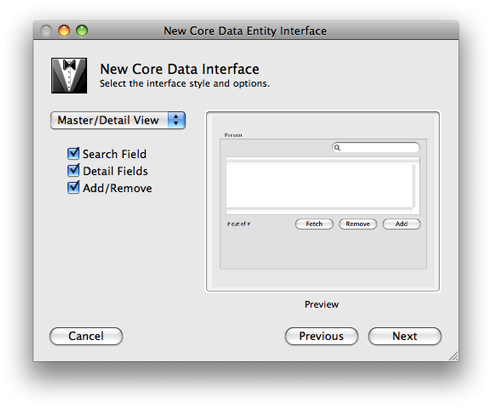 New Core Data Entity Interface
New Core Data Interface
Select the interface style and options.
Master/Detail View
Search Field
Detail Fields
Add/Remove
Person
# out of #
Fetch Remove Add
Preview
Cancel Previous Next